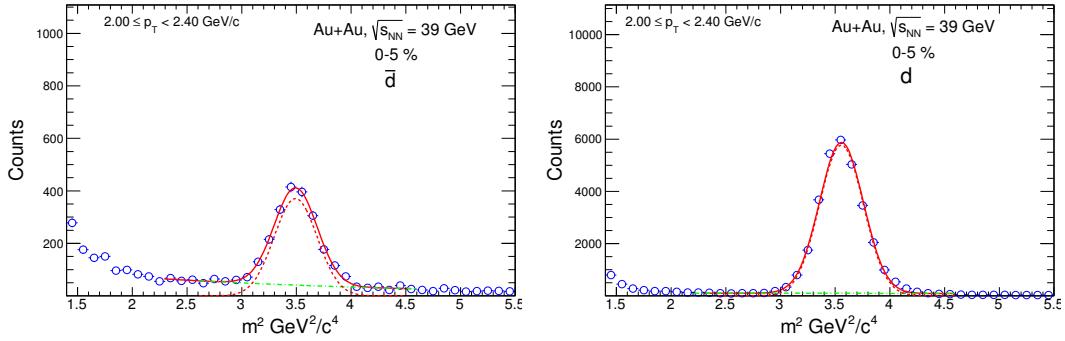 2.00 ≤ p_T < 2.40 GeV/c
Au+Au, √s_NN = 39 GeV
0-5 %
d̅
Counts
1000
800
600
400
200
1.5 2 2.5 3 3.5 4 4.5 5 5.5
m² GeV²/c⁴
2.00 ≤ p_T < 2.40 GeV/c
Au+Au, √s_NN = 39 GeV
0-5 %
d
Counts
10000
8000
6000
4000
2000
0
1.5 2 2.5 3 3.5 4 4.5 5 5.5
m² GeV²/c⁴